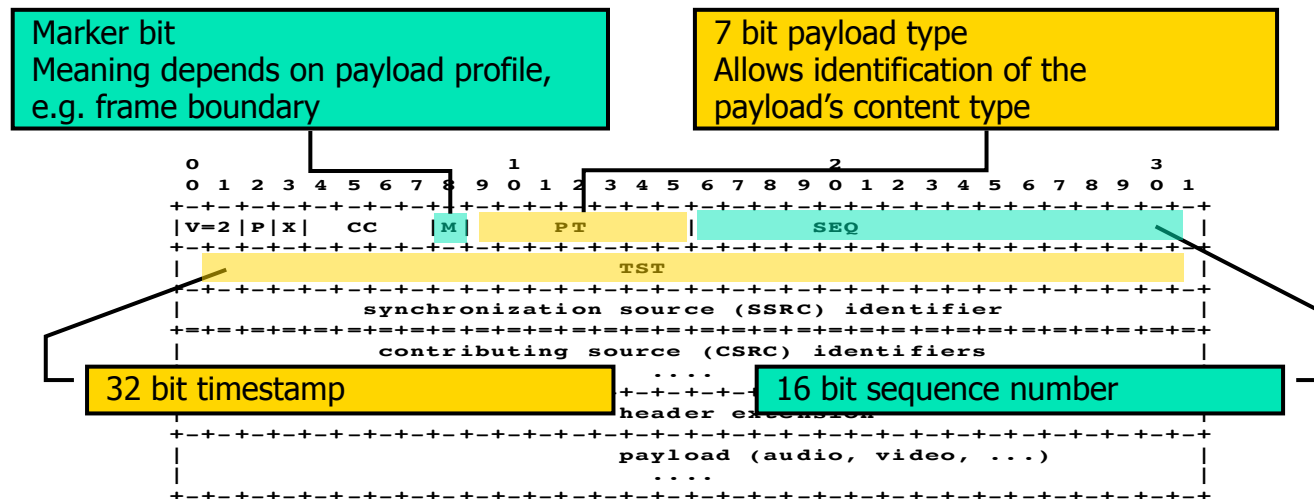 Marker bit
Meaning depends on payload profile,
e.g. frame boundary
7 bit payload type
Allows identification of the
payload's content type
0 1 2 3
0 1 2 3 4 5 6 7 8 9 0 1 2 3 4 5 6 7 8 9 0 1 2 3 4 5 6 7 8 9 0 1
+-+-+-+-+-+-+-+-+-+-+-+-+-+-+-+-+-+-+-+-+-+-+-+-+-+-+-+-+-+-+-+-+
|V=2|P|X| CC |M| PT | SEQ |
+-+-+-+-+-+-+-+-+-+-+-+-+-+-+-+-+-+-+-+-+-+-+-+-+-+-+-+-+-+-+-+-+
| TST |
+-+-+-+-+-+-+-+-+-+-+-+-+-+-+-+-+-+-+-+-+-+-+-+-+-+-+-+-+-+-+-+-+
| synchronization source (SSRC) identifier |
+=+=+=+=+=+=+=+=+=+=+=+=+=+=+=+=+=+=+=+=+=+=+=+=+=+=+=+=+=+=+=+=+
| contributing source (CSRC) identifiers |
| .... |
32 bit timestamp
16 bit sequence number
header extension
+-+-+-+-+-+-+-+-+-+-+-+-+-+-+-+-+-+-+-+-+-+-+-+-+-+-+-+-+-+-+-+-+
| payload (audio, video, ...) |
| .... |
+-+-+-+-+-+-+-+-+-+-+-+-+-+-+-+-+-+-+-+-+-+-+-+-+-+-+-+-+-+-+-+-+